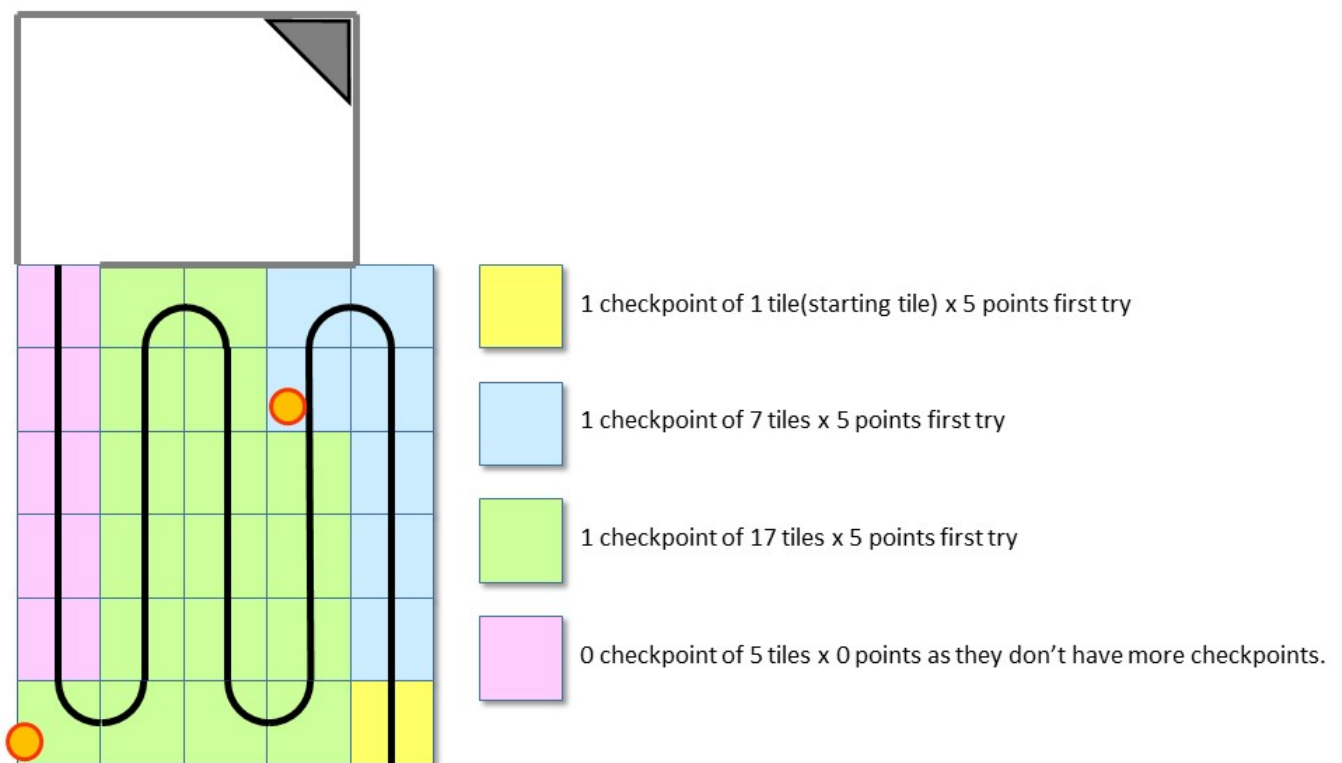 1 checkpoint of 1 tile(starting tile) x 5 points first try
1 checkpoint of 7 tiles x 5 points first try
1 checkpoint of 17 tiles x 5 points first try
0 checkpoint of 5 tiles x 0 points as they don’t have more checkpoints.